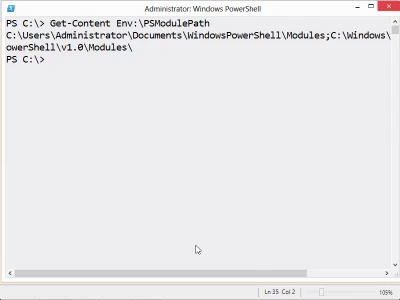 Administrator: Windows PowerShell
PS C:\> Get-Content Env:\PSModulePath
C:\Users\Administrator\Documents\WindowsPowerShell\Modules;C:\Windows\
owerShell\v1.0\Modules\
PS C:\>
Ln 35 Col 2
105%